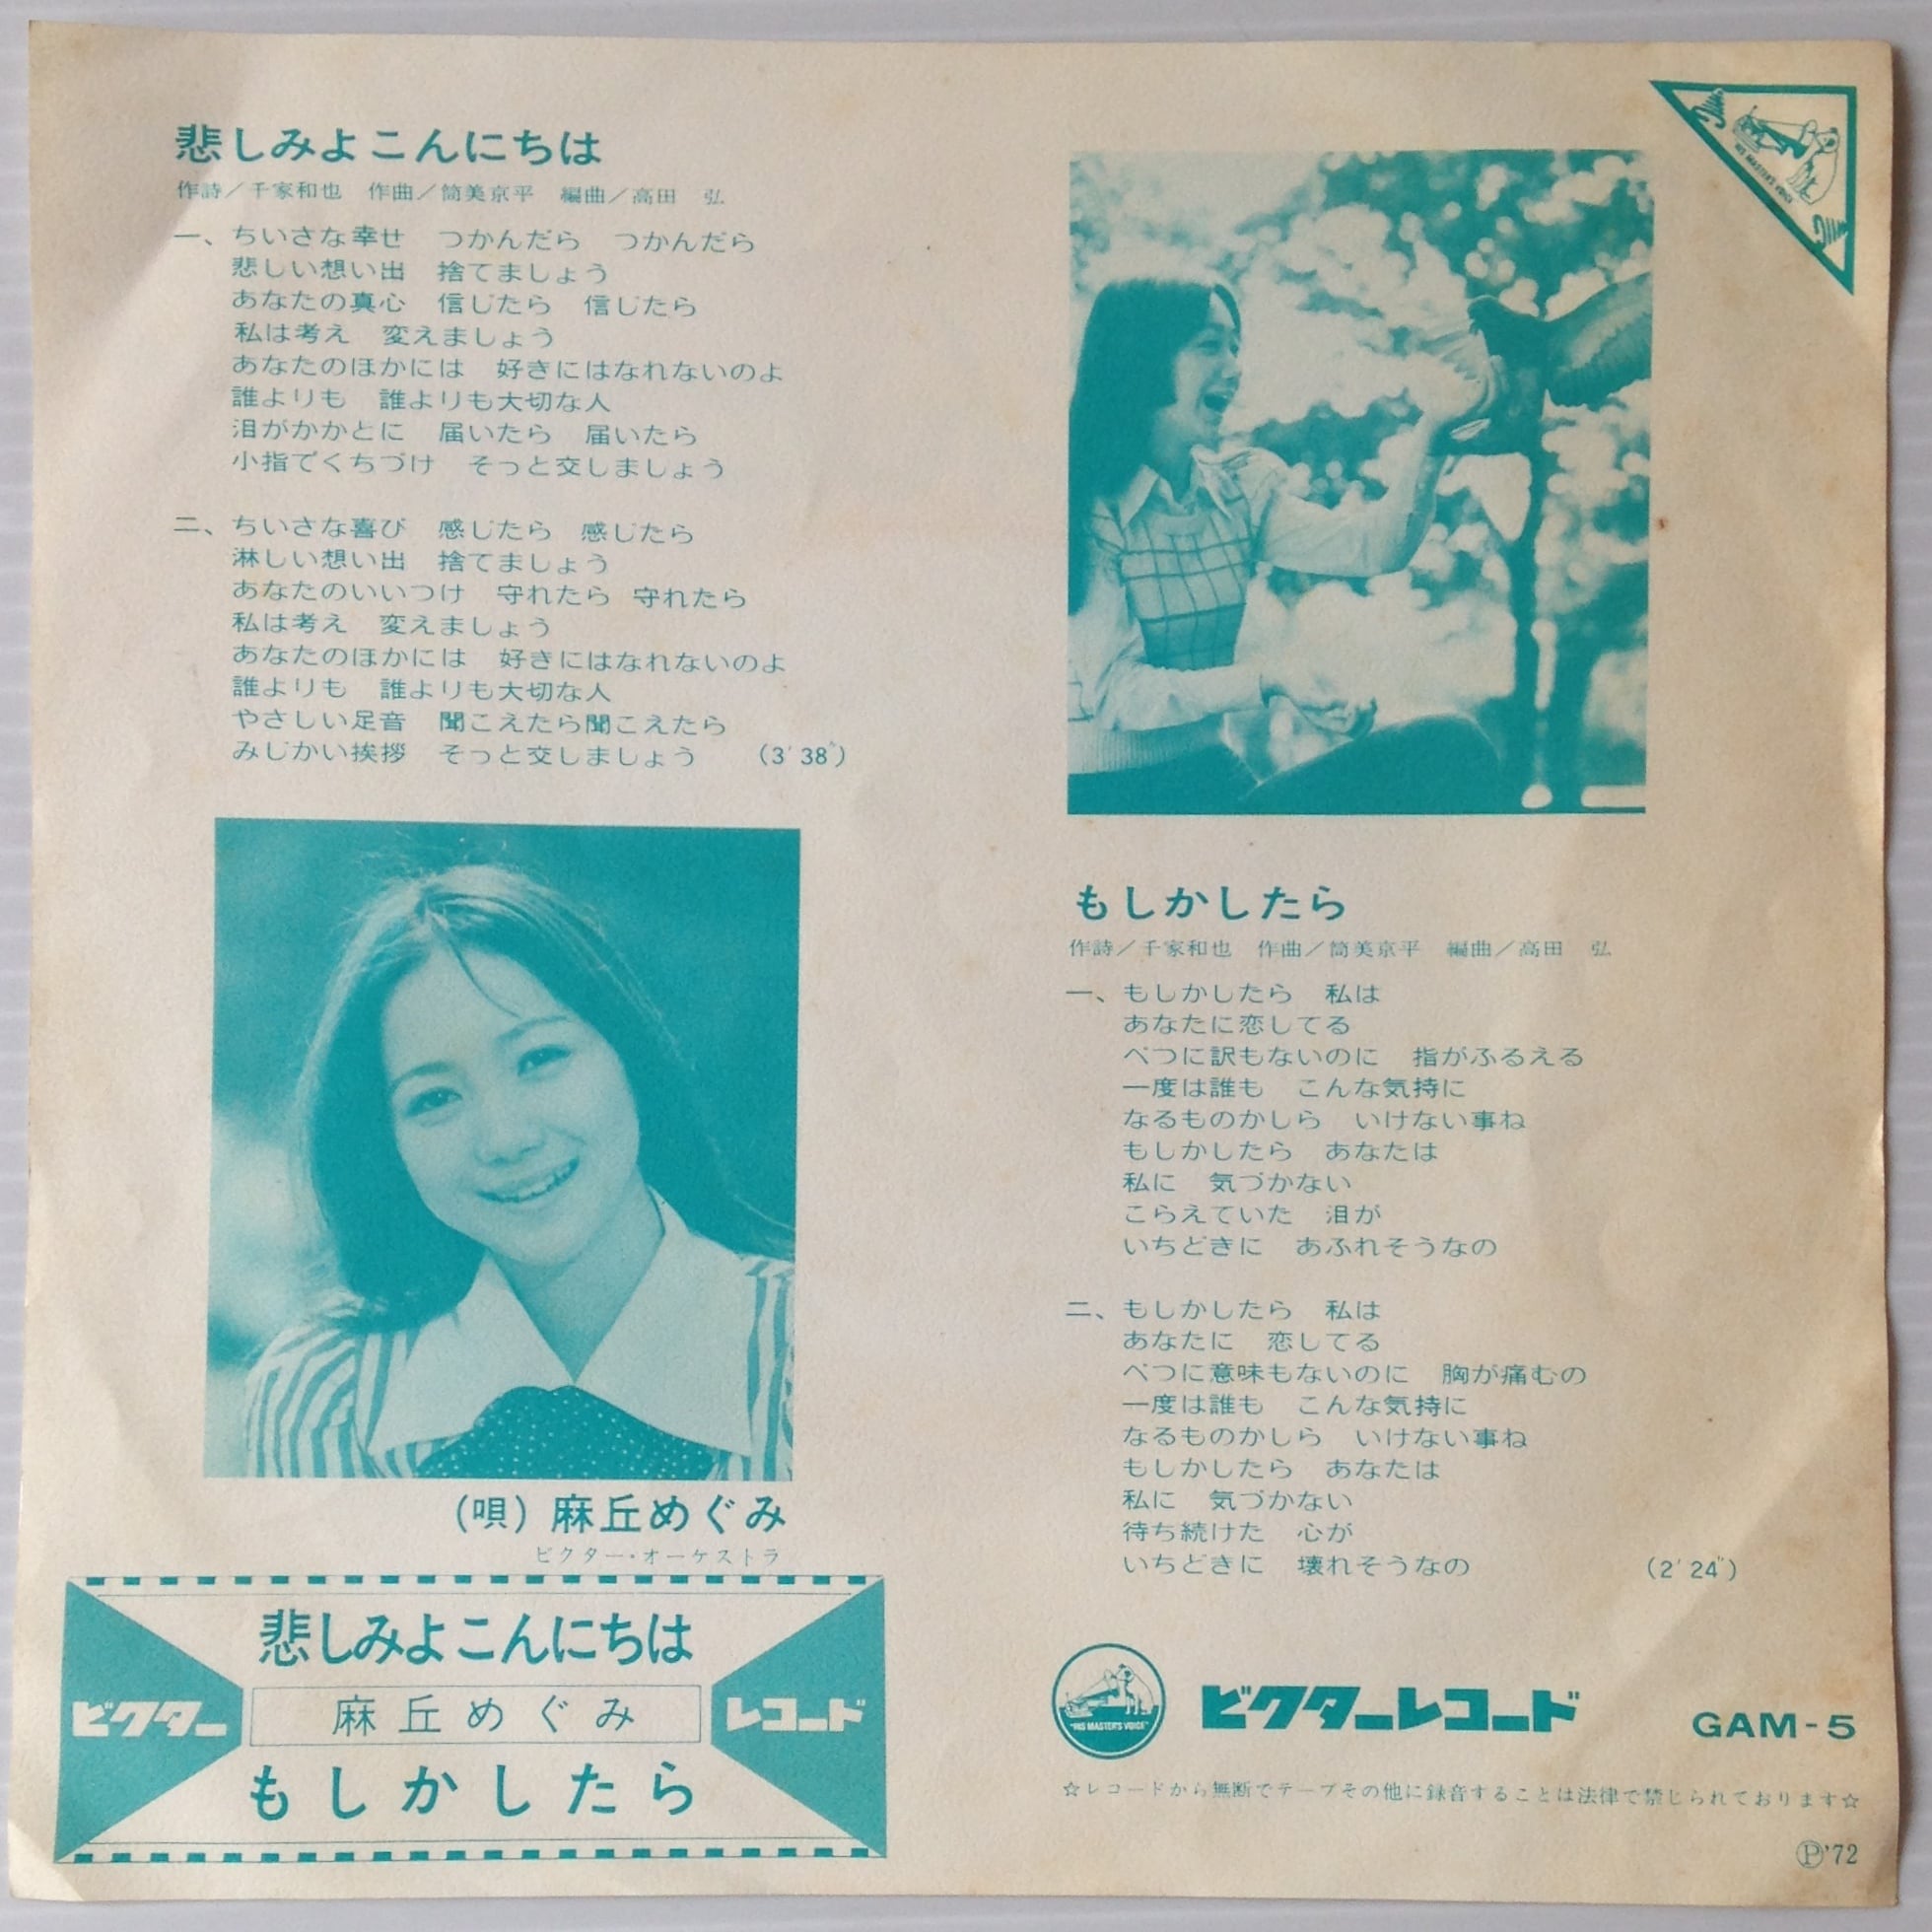 悲しみよこんにちは
作詩／千家和也　作曲／筒美京平　編曲／高田　弘
一、ちいさな幸せ　つかんだら　つかんだら
悲しい想い出　捨てましょう
あなたの真心　信じたら　信じたら
私は考え　変えましょう
あなたのほかには　好きにはなれないのよ
誰よりも　誰よりも大切な人
泪がかかとに　届いたら　届いたら
小指でくちづけ　そっと交しましょう
二、ちいさな喜び　感じたら　感じたら
淋しい想い出　捨てましょう
あなたのいいつけ　守れたら　守れたら
私は考え　変えましょう
あなたのほかには　好きにはなれないのよ
誰よりも　誰よりも大切な人
やさしい足音　聞こえたら聞こえたら
みじかい挨拶　そっと交しましょう　（3′38″）
（唄）麻丘めぐみ
ビクター・オーケストラ
悲しみよこんにちは
ビクター
麻丘めぐみ
レコード
もしかしたら
HIS MASTER'S VOICE
もしかしたら
作詩／千家和也　作曲／筒美京平　編曲／高田　弘
一、もしかしたら　私は
あなたに恋してる
べつに訳もないのに　指がふるえる
一度は誰も　こんな気持に
なるものかしら　いけない事ね
もしかしたら　あなたは
私に　気づかない
こらえていた　泪が
いちどきに　あふれそうなの
二、もしかしたら　私は
あなたに　恋してる
べつに意味もないのに　胸が痛むの
一度は誰も　こんな気持に
なるものかしら　いけない事ね
もしかしたら　あなたは
私に　気づかない
待ち続けた　心が
いちどきに　壊れそうなの　（2′24″）
"HIS MASTER'S VOICE"
ビクターレコード
GAM-5
☆レコードから無断でテープその他に録音することは法律で禁じられております☆
Ⓟ'72